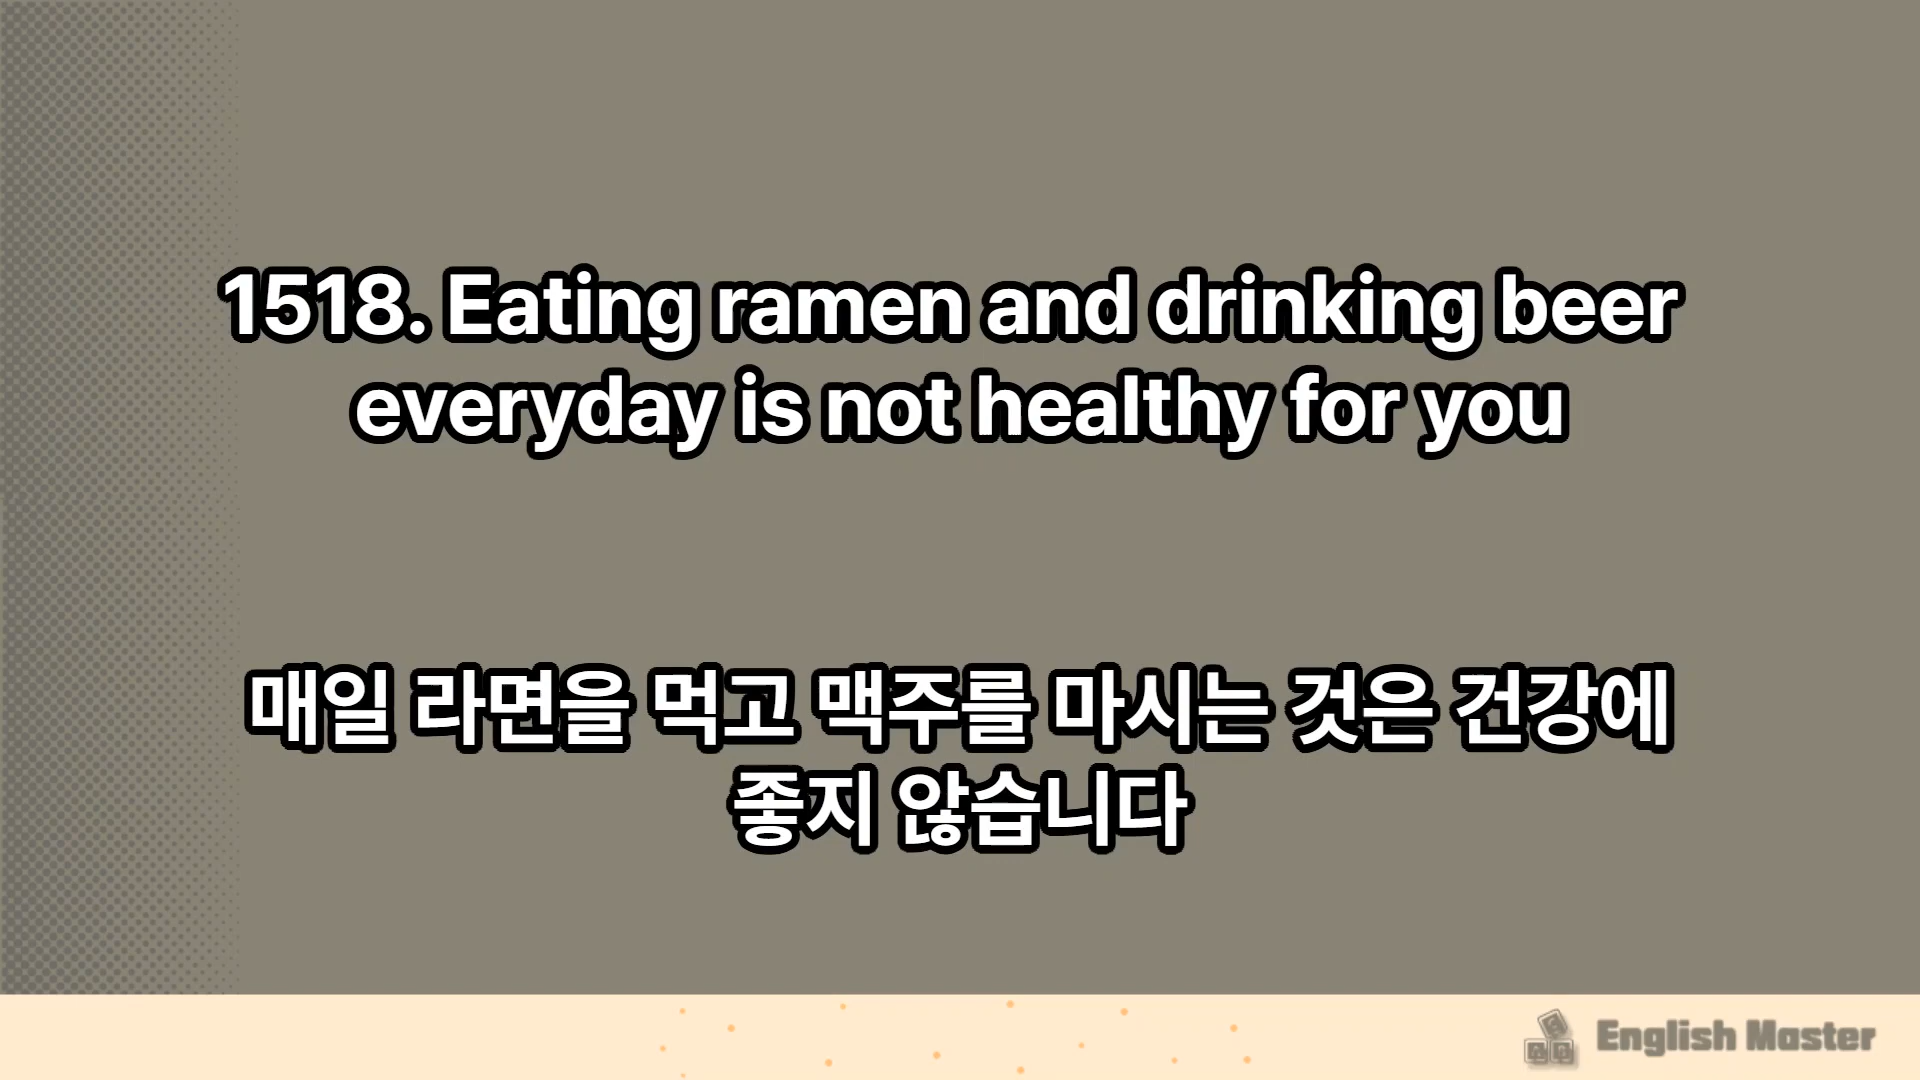 1518. Eating ramen and drinking beer
everyday is not healthy for you
매일 라면을 먹고 맥주를 마시는 것은 건강에
좋지 않습니다
English Master